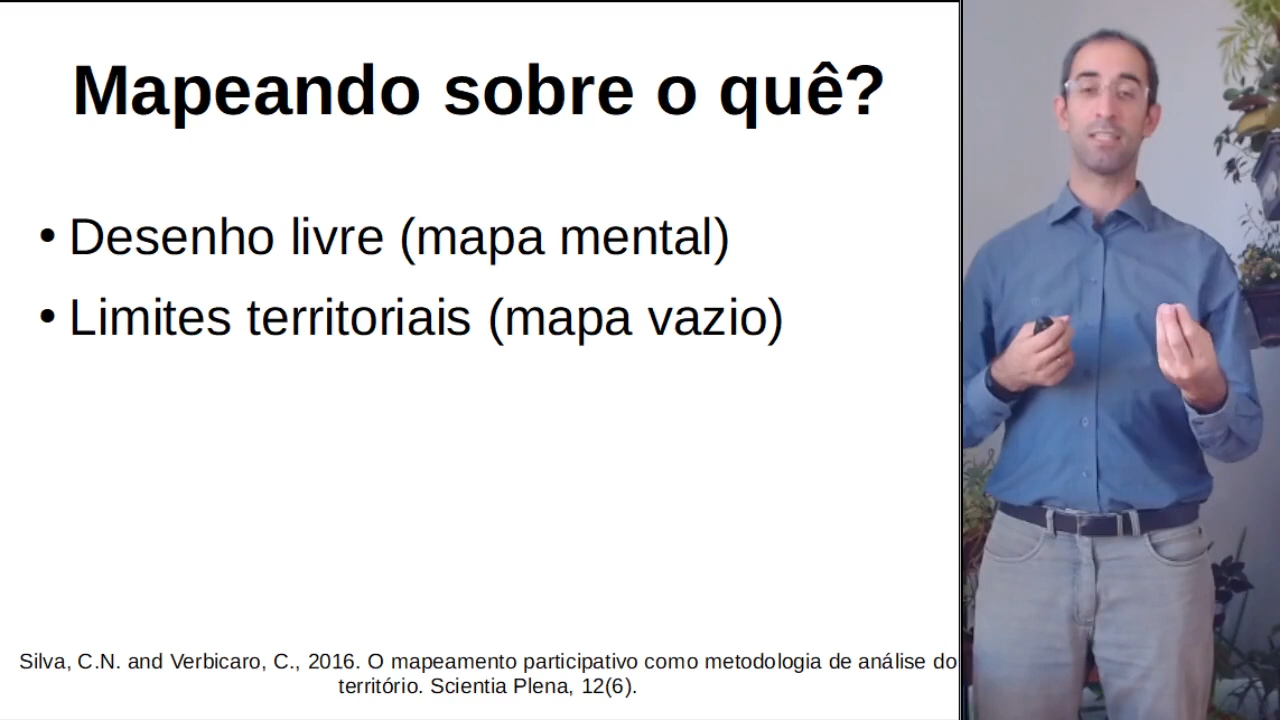 Mapeando sobre o quê?
• Desenho livre (mapa mental)
• Limites territoriais (mapa vazio)
Silva, C.N. and Verbicaro, C., 2016. O mapeamento participativo como metodologia de análise do
território. Scientia Plena, 12(6).